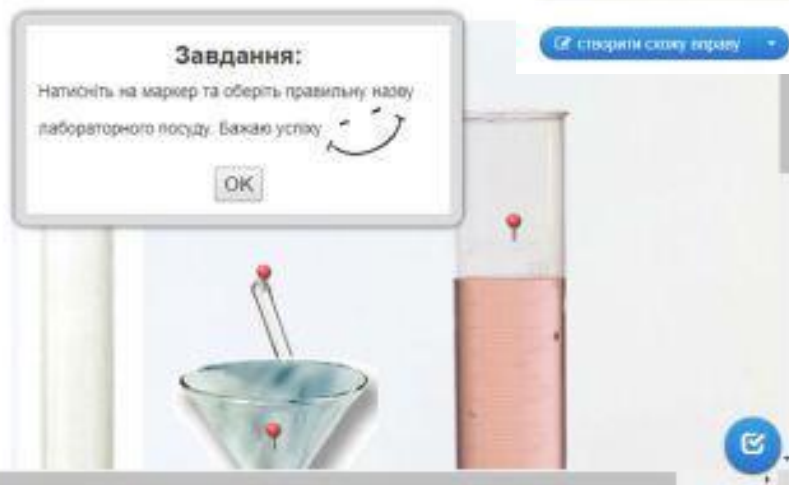 створити схожу вправу
Завдання:
Натисніть на маркер та оберіть правильну назву
лабораторного посуду. Бажаю успіху
OK